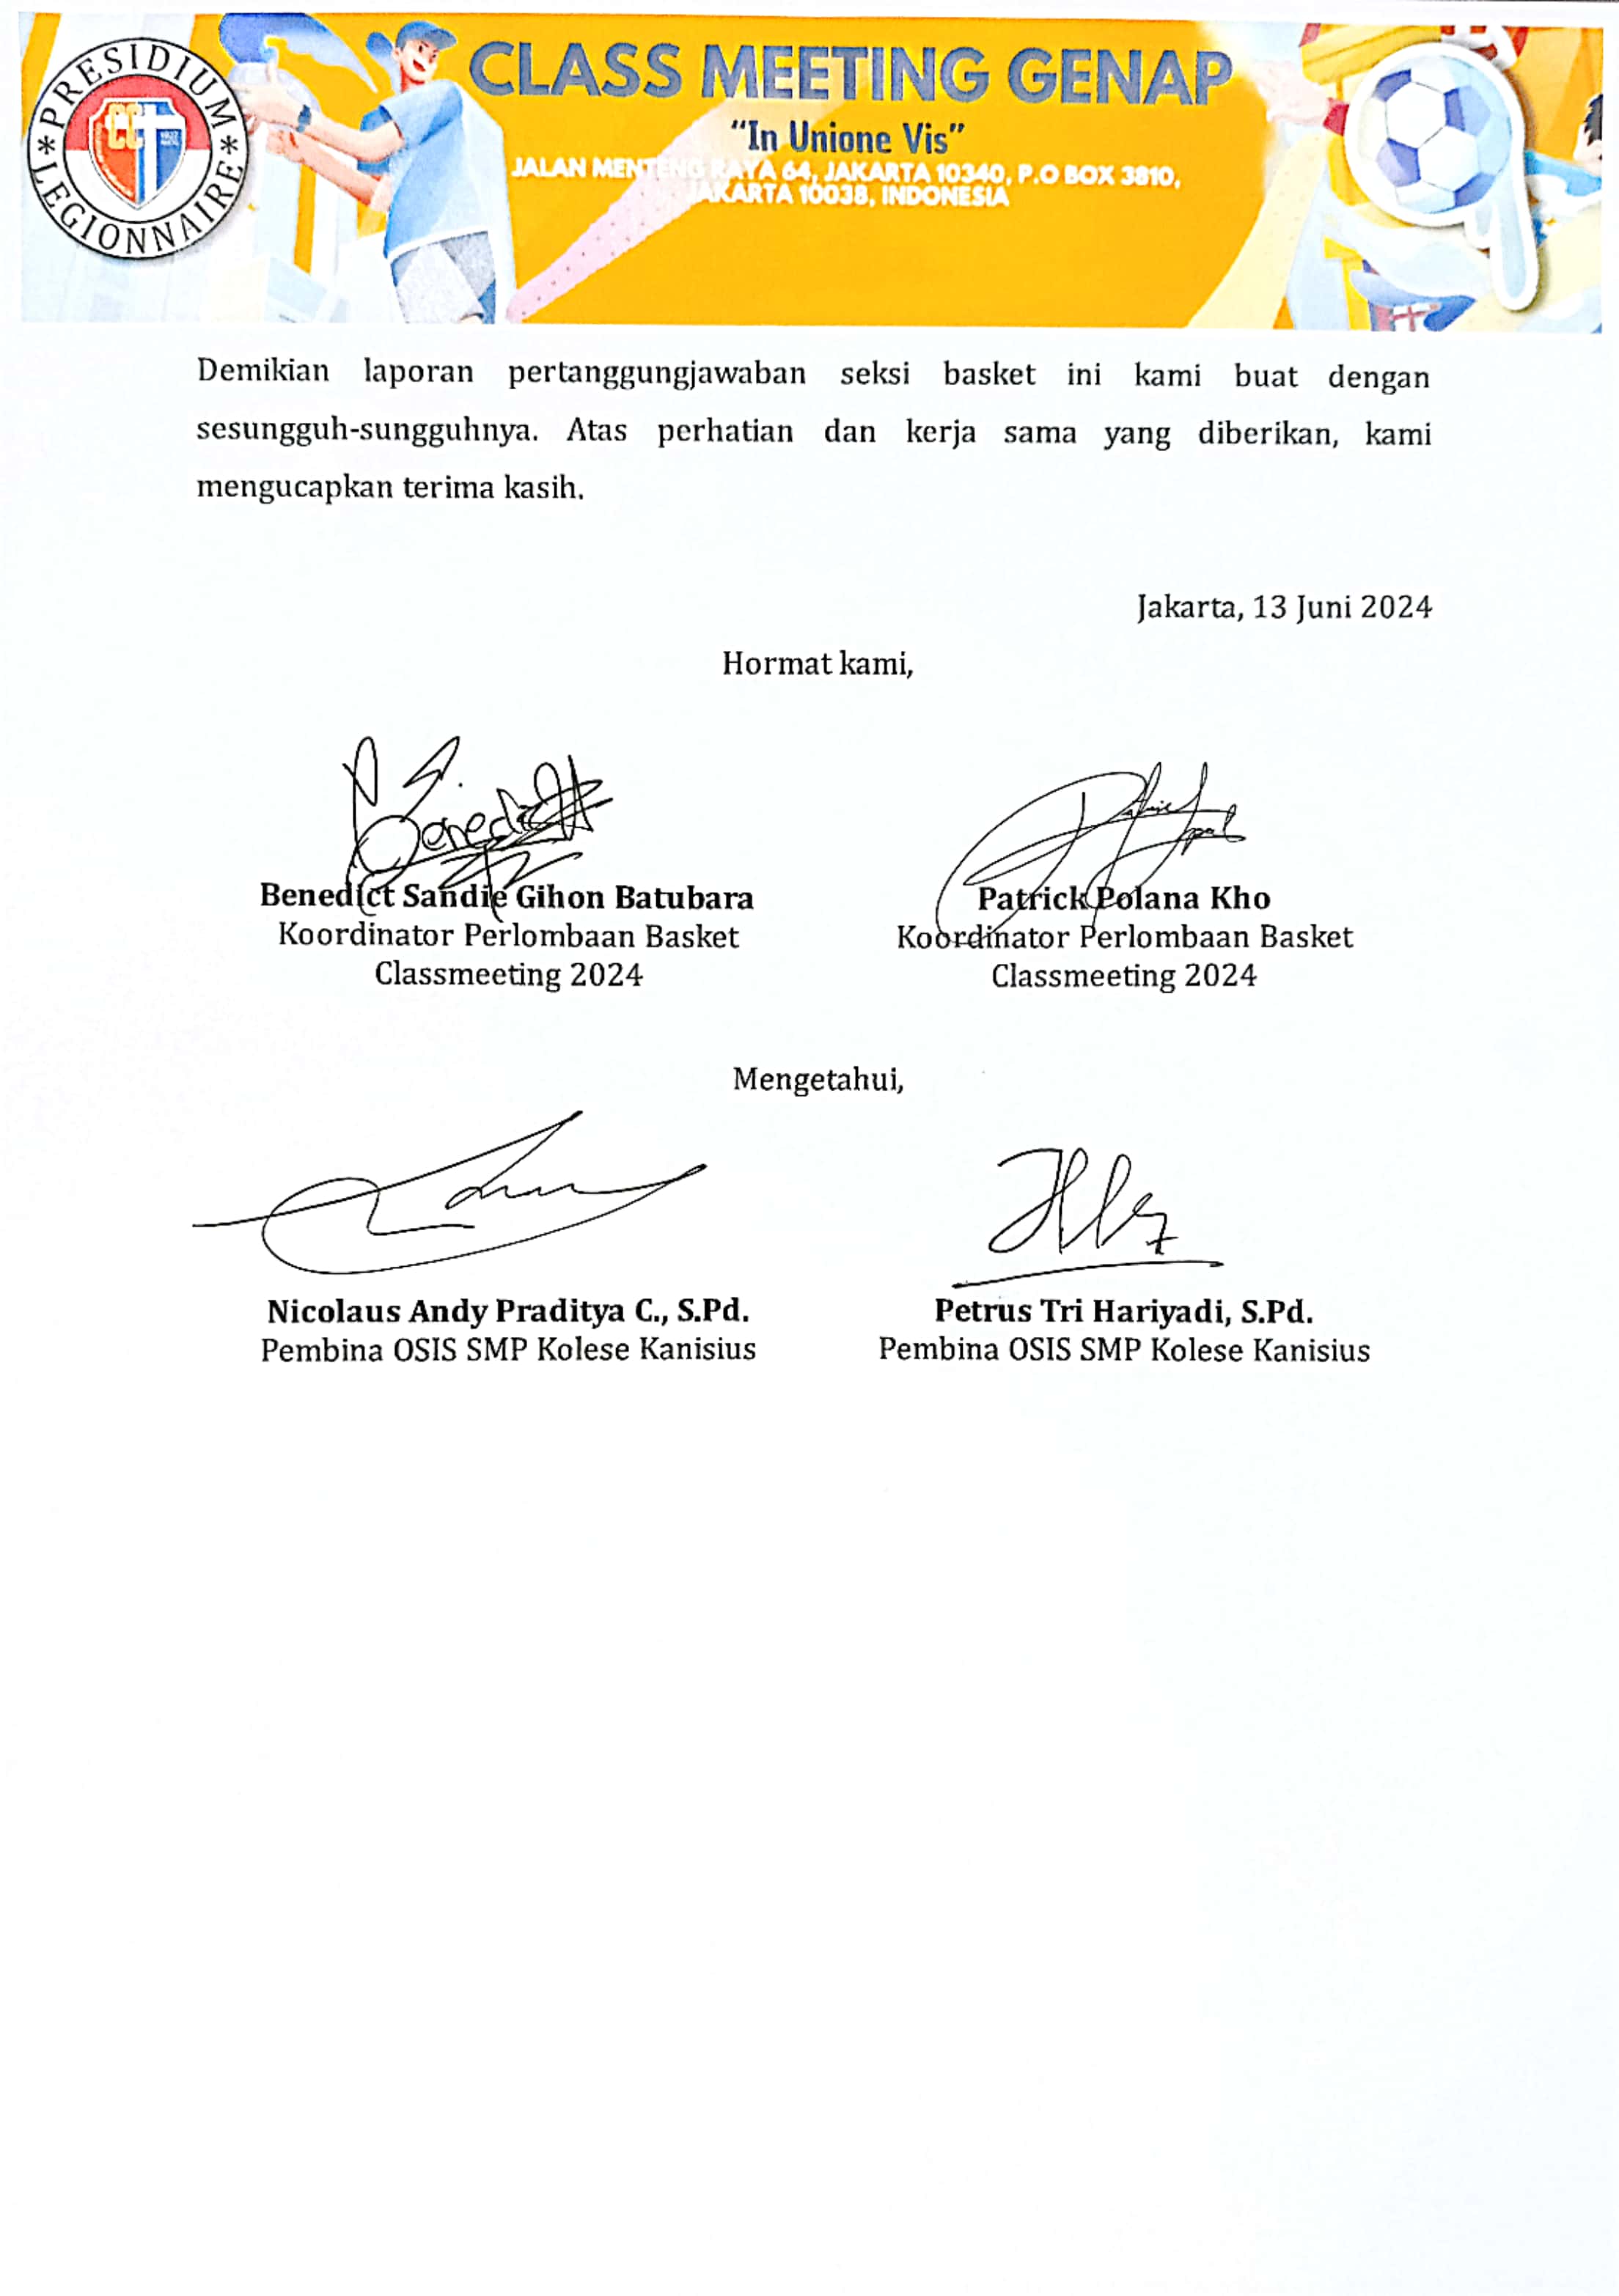 PRESIDIUM
LEGIONNAIRE
CC
CLASS MEETING GENAP
“In Unione Vis”
JALAN MENTENG RAYA 64, JAKARTA 10340, P.O BOX 3810,
JAKARTA 10038, INDONESIA
Demikian laporan pertanggungjawaban seksi basket ini kami buat dengan
sesungguh-sungguhnya. Atas perhatian dan kerja sama yang diberikan, kami
mengucapkan terima kasih.
Jakarta, 13 Juni 2024
Hormat kami,
Benedict
Benedict Sandie Gihon Batubara
Koordinator Perlombaan Basket
Classmeeting 2024
Patrick Polana Kho
Koordinator Perlombaan Basket
Classmeeting 2024
Mengetahui,
Nicolaus Andy Praditya C., S.Pd.
Pembina OSIS SMP Kolese Kanisius
Petrus Tri Hariyadi, S.Pd.
Pembina OSIS SMP Kolese Kanisius